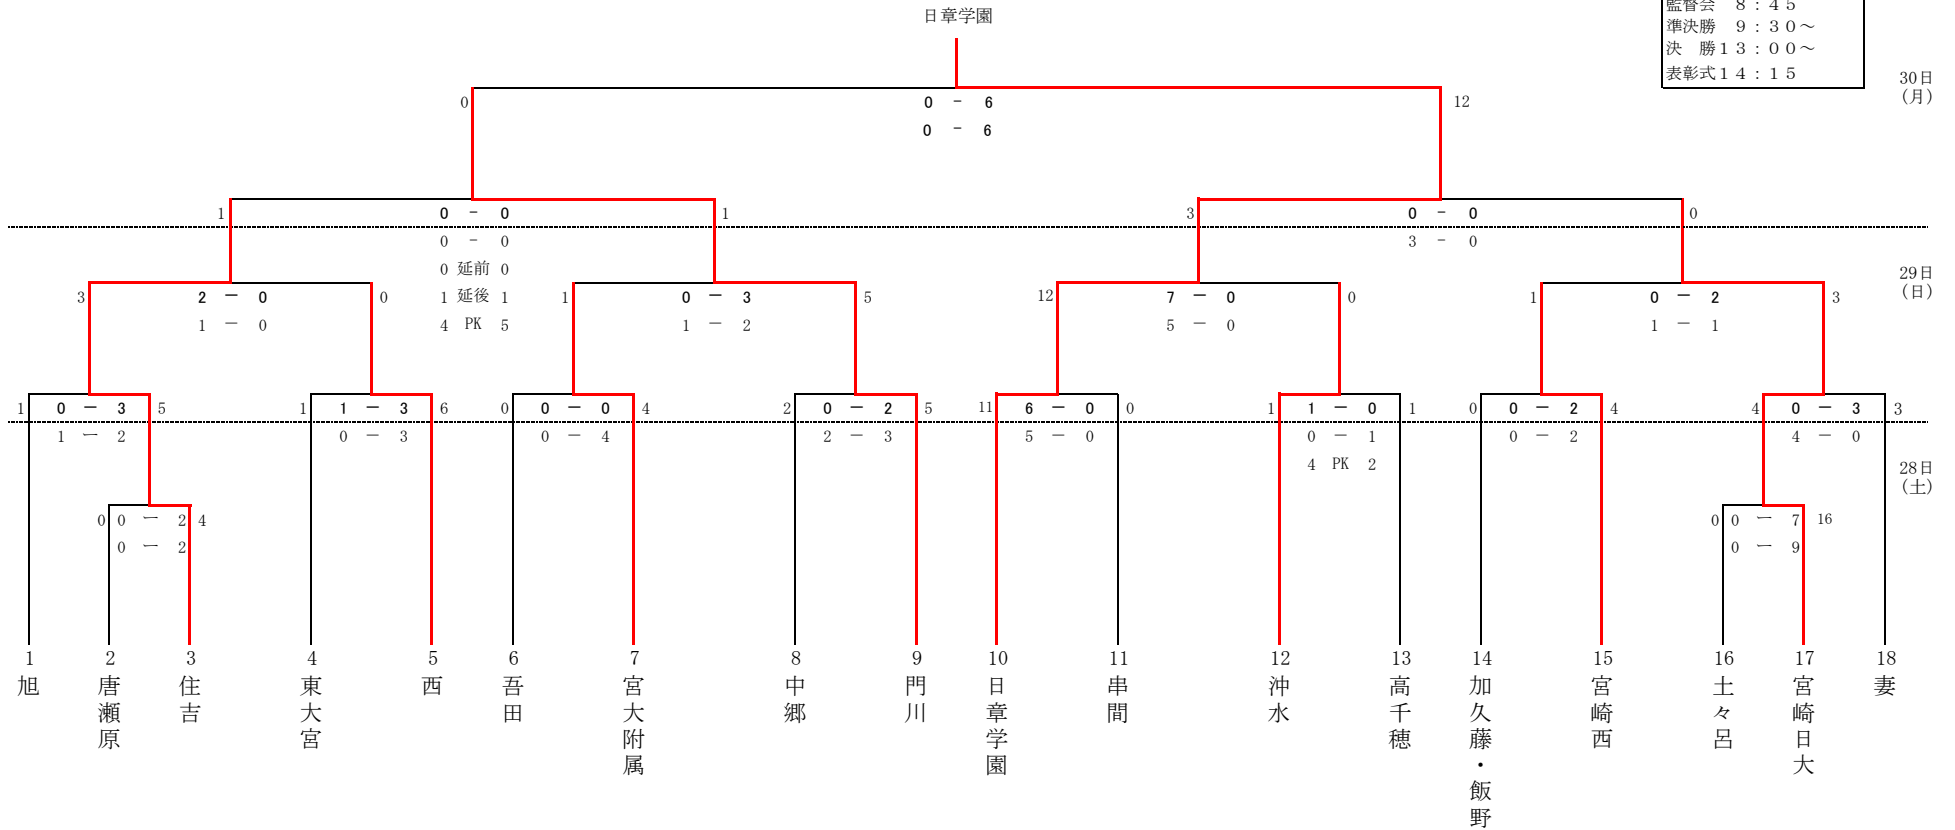 日章学園
監督会 8:45
準決勝 9:30～
決 勝13:00～
表彰式14:15
30日
(月)
0 0 - 6 12
0 - 6
1 0 - 0 1
0 - 0
0 延前 0
1 延後 1
4 PK 5
3 0 - 0 0
3 - 0
29日
(日)
3 2 － 0 0
1 － 0
1 0 － 3 5
1 － 2
12 7 － 0 0
5 － 0
1 0 － 2 3
1 － 1
1 0 － 3 5
1 － 2
1 1 － 3 6
0 － 3
0 0 － 0 4
0 － 4
2 0 － 2 5
2 － 3
11 6 － 0 0
5 － 0
1 1 － 0 1
0 － 1
4 PK 2
0 0 － 2 4
0 － 2
4 0 － 3 3
4 － 0
28日
(土)
0 0 － 2 4
0 － 2
0 0 － 7 16
0 － 9
1 旭
2 唐瀬原
3 住吉
4 東大宮
5 西
6 吾田
7 宮大附属
8 中郷
9 門川
10 日章学園
11 串間
12 沖水
13 高千穂
14 加久藤・飯野
15 宮崎西
16 土々呂
17 宮崎日大
18 妻